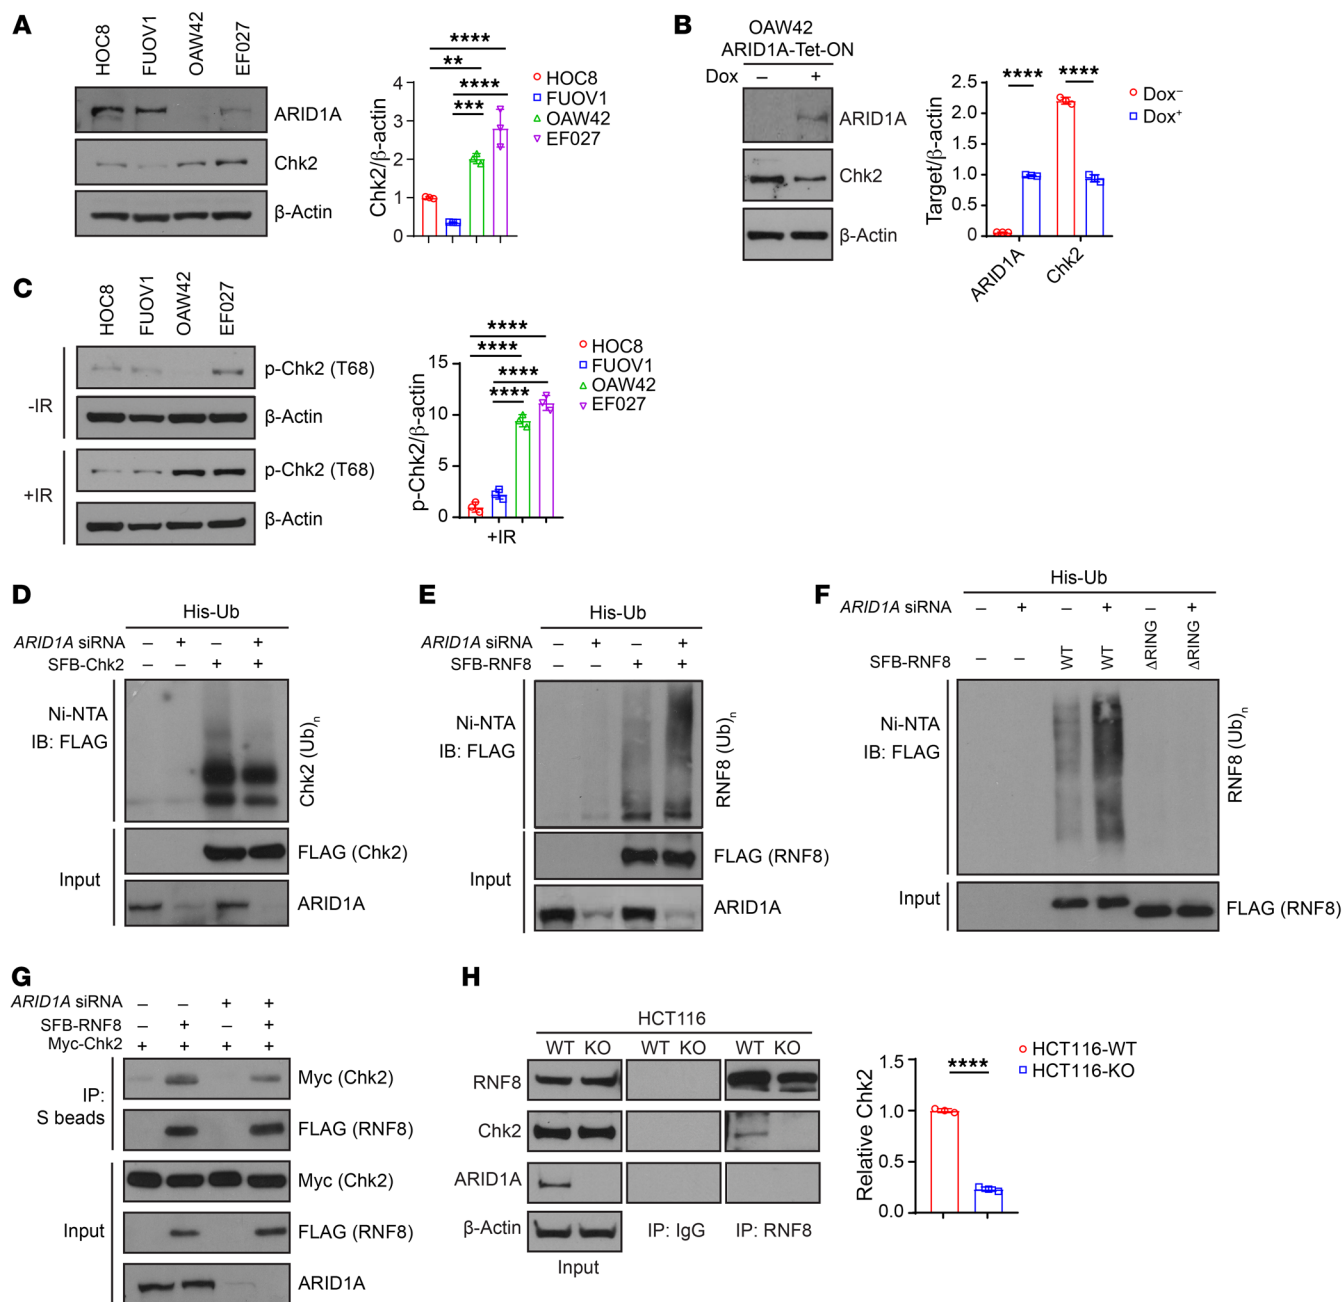 A
HOC8
FUOV1
OAW42
EF027
ARID1A
Chk2
β-Actin
Chk2/β-actin
4
3
2
1
0
****
**
****
***
HOC8
FUOV1
OAW42
EF027
B
OAW42
ARID1A-Tet-ON
Dox – +
ARID1A
Chk2
β-Actin
Target/β-actin
2.5
2.0
1.5
1.0
0.5
0
**** ****
ARID1A
Chk2
Dox⁻
Dox⁺
C
HOC8
FUOV1
OAW42
EF027
-IR
p-Chk2 (T68)
β-Actin
+IR
p-Chk2 (T68)
β-Actin
p-Chk2/β-actin
15
10
5
0
****
****
****
****
+IR
HOC8
FUOV1
OAW42
EF027
D
His-Ub
ARID1A siRNA – + – +
SFB-Chk2 – – + +
Ni-NTA
IB: FLAG
Chk2 (Ub)n
Input
FLAG (Chk2)
ARID1A
E
His-Ub
ARID1A siRNA – + – +
SFB-RNF8 – – + +
Ni-NTA
IB: FLAG
RNF8 (Ub)n
Input
FLAG (RNF8)
ARID1A
F
His-Ub
ARID1A siRNA – + – + – +
SFB-RNF8 – – WT WT ΔRING ΔRING
Ni-NTA
IB: FLAG
RNF8 (Ub)n
Input
FLAG (RNF8)
G
ARID1A siRNA – – + +
SFB-RNF8 – + – +
Myc-Chk2 + + + +
IP:
S beads
Myc (Chk2)
FLAG (RNF8)
Input
Myc (Chk2)
FLAG (RNF8)
ARID1A
H
HCT116
WT KO WT KO WT KO
RNF8
Chk2
ARID1A
β-Actin
Input
IP: IgG
IP: RNF8
Relative Chk2
1.5
1.0
0.5
0.0
****
HCT116-WT
HCT116-KO